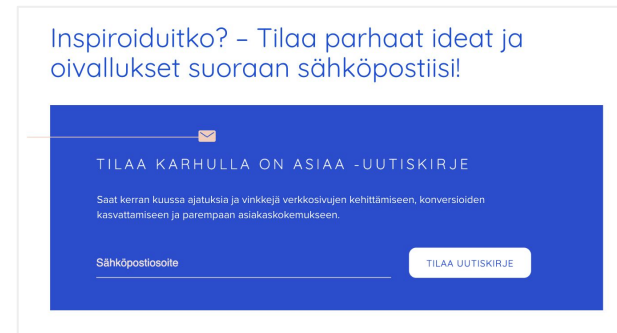 Inspiroiduitko? – Tilaa parhaat ideat ja
oivallukset suoraan sähköpostiisi!
TILAA KARHULLA ON ASIAA -UUTISKIRJE
Saat kerran kuussa ajatuksia ja vinkkejä verkkosivujen kehittämiseen, konversioiden
kasvattamiseen ja parempaan asiakaskokemukseen.
Sähköpostiosoite
TILAA UUTISKIRJE